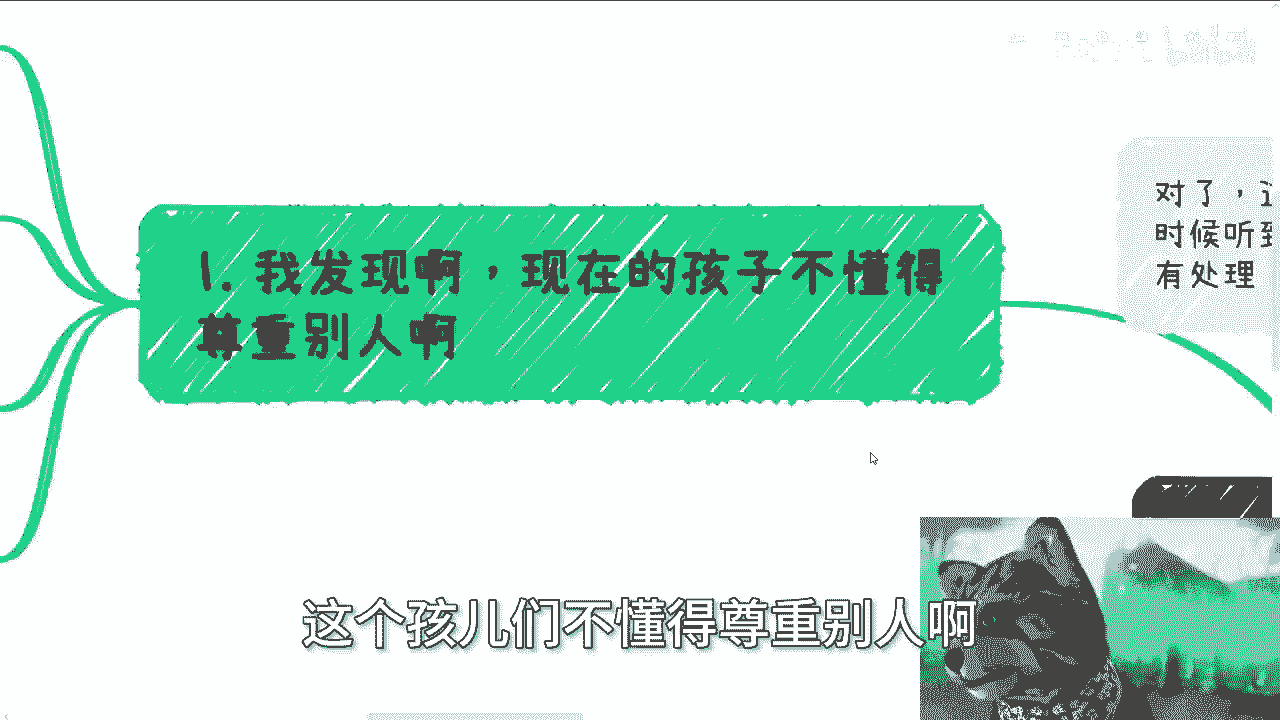 1. 我发现啊，现在的孩子不懂得
尊重别人啊
对了，这
时候听到
有处理
这个孩儿们不懂得尊重别人啊